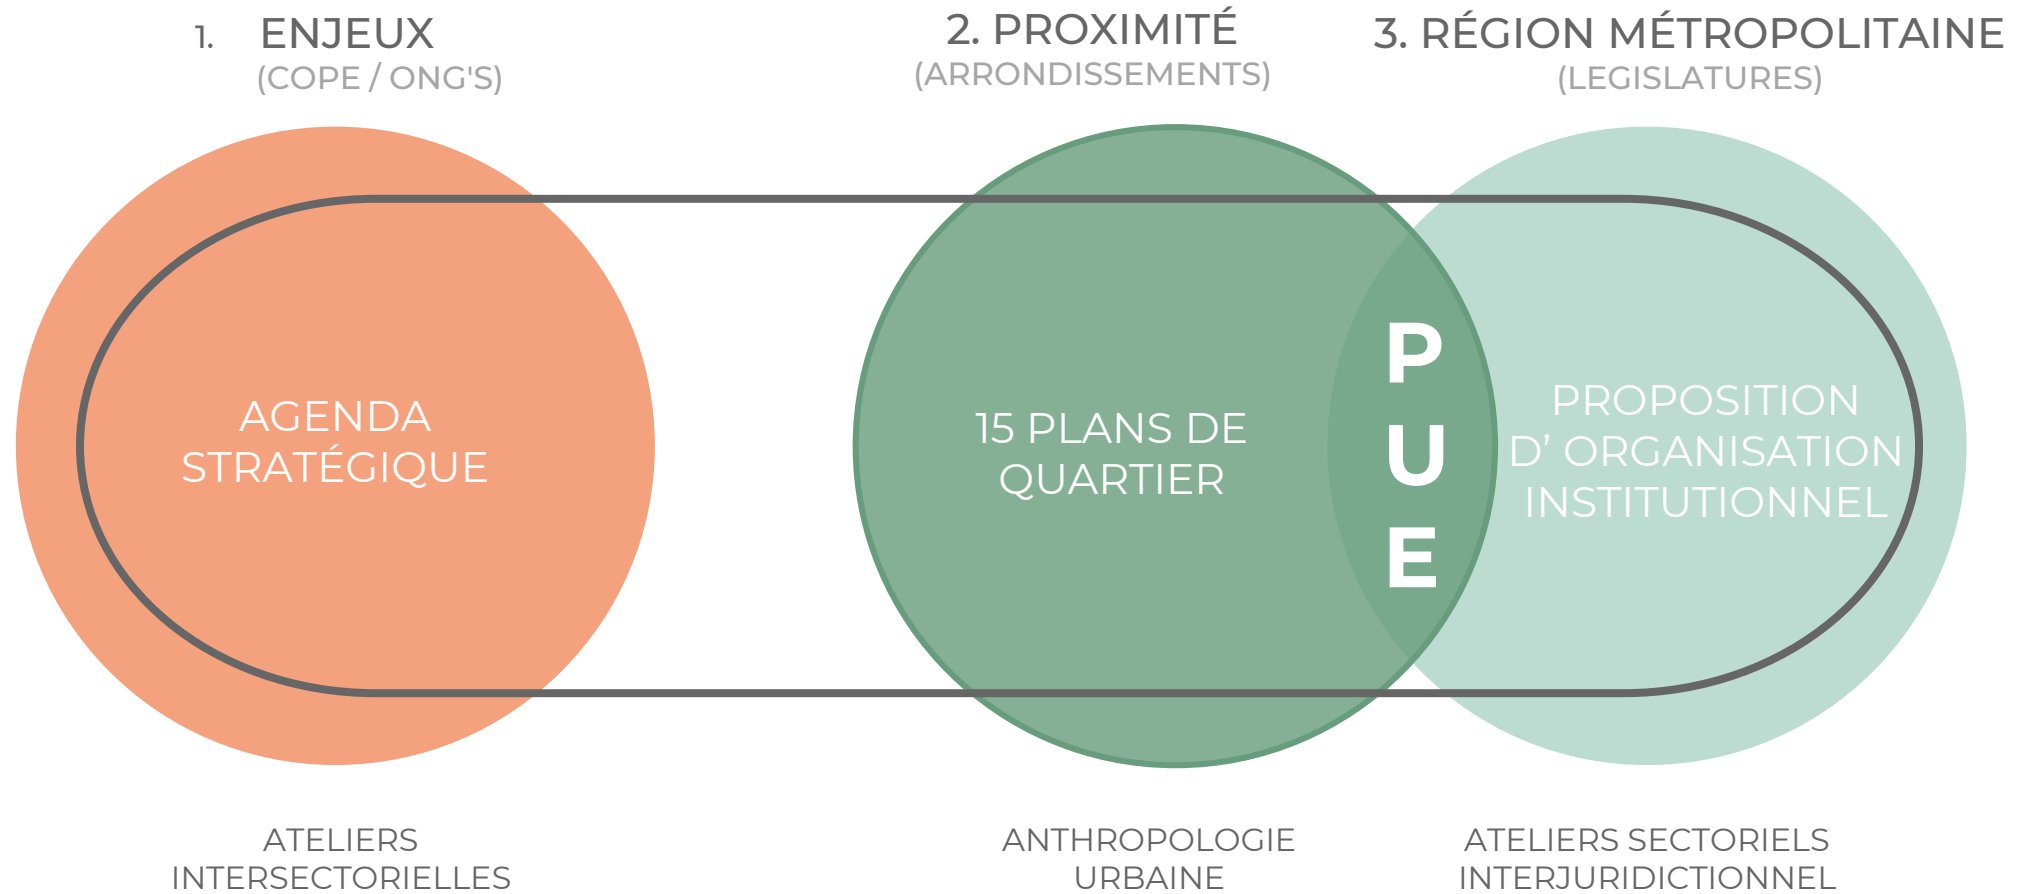 1. ENJEUX
(COPE / ONG'S)
2. PROXIMITÉ
(ARRONDISSEMENTS)
3. RÉGION MÉTROPOLITAINE
(LEGISLATURES)
AGENDA
STRATÉGIQUE
15 PLANS DE
QUARTIER
P
U
E
PROPOSITION
D’ ORGANISATION
INSTITUTIONNEL
ATELIERS
INTERSECTORIELLES
ANTHROPOLOGIE
URBAINE
ATELIERS SECTORIELS
INTERJURIDICTIONNEL